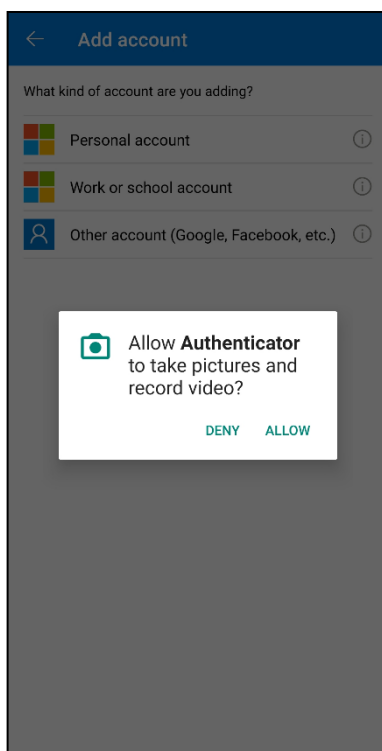 Add account
What kind of account are you adding?
Personal account
Work or school account
Other account (Google, Facebook, etc.)
Allow Authenticator
to take pictures and
record video?
DENY ALLOW